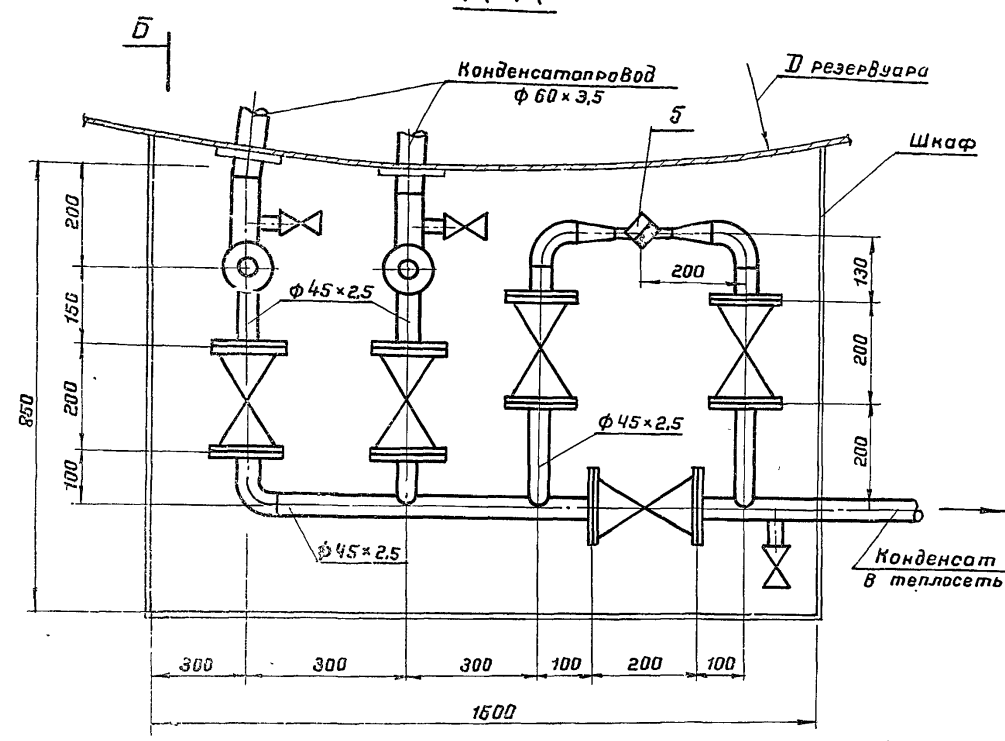 Б
Конденсатопровод
ф 60 × 3,5
D резервуара
5
Шкаф
200
150
200
100
850
ф 45 × 2,5
200
130
200
200
ф 45 × 2,5
ф 45 × 2,5
Конденсат
в теплосеть
300
300
300
100
200
100
1600